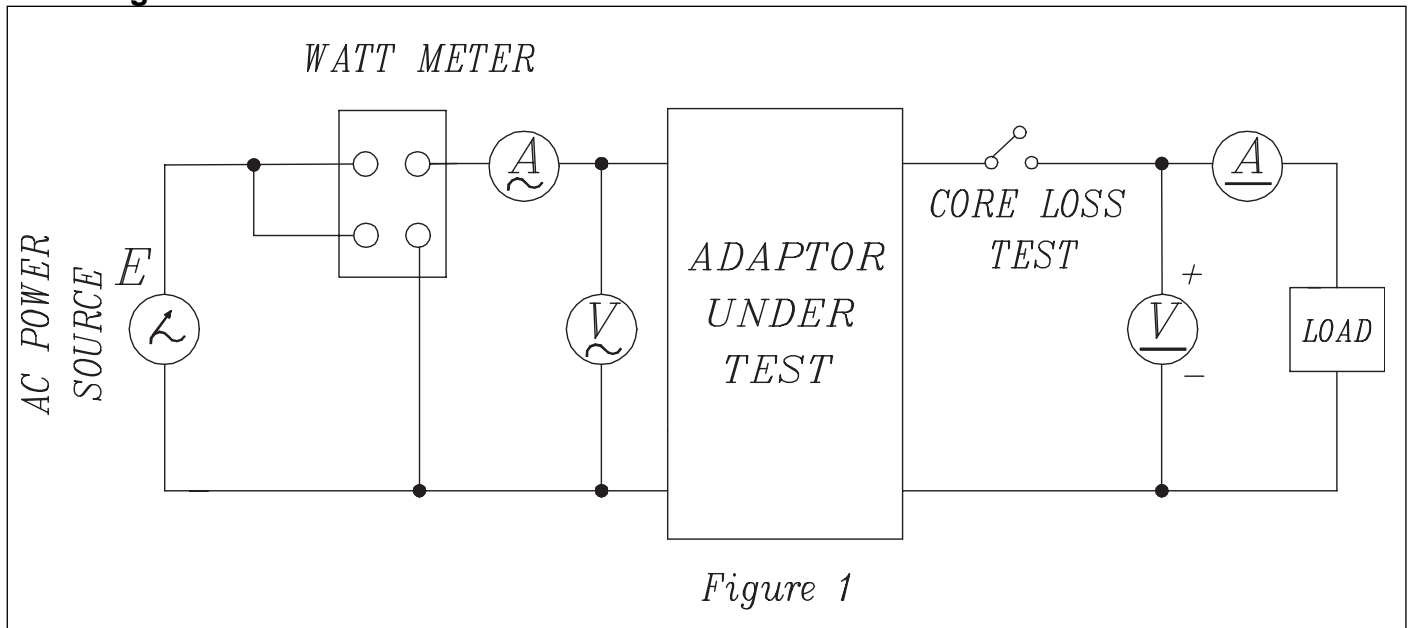 WATT METER
AC POWER
SOURCE
E
A
V
ADAPTOR
UNDER
TEST
CORE LOSS
TEST
+
V
−
A
LOAD
Figure 1